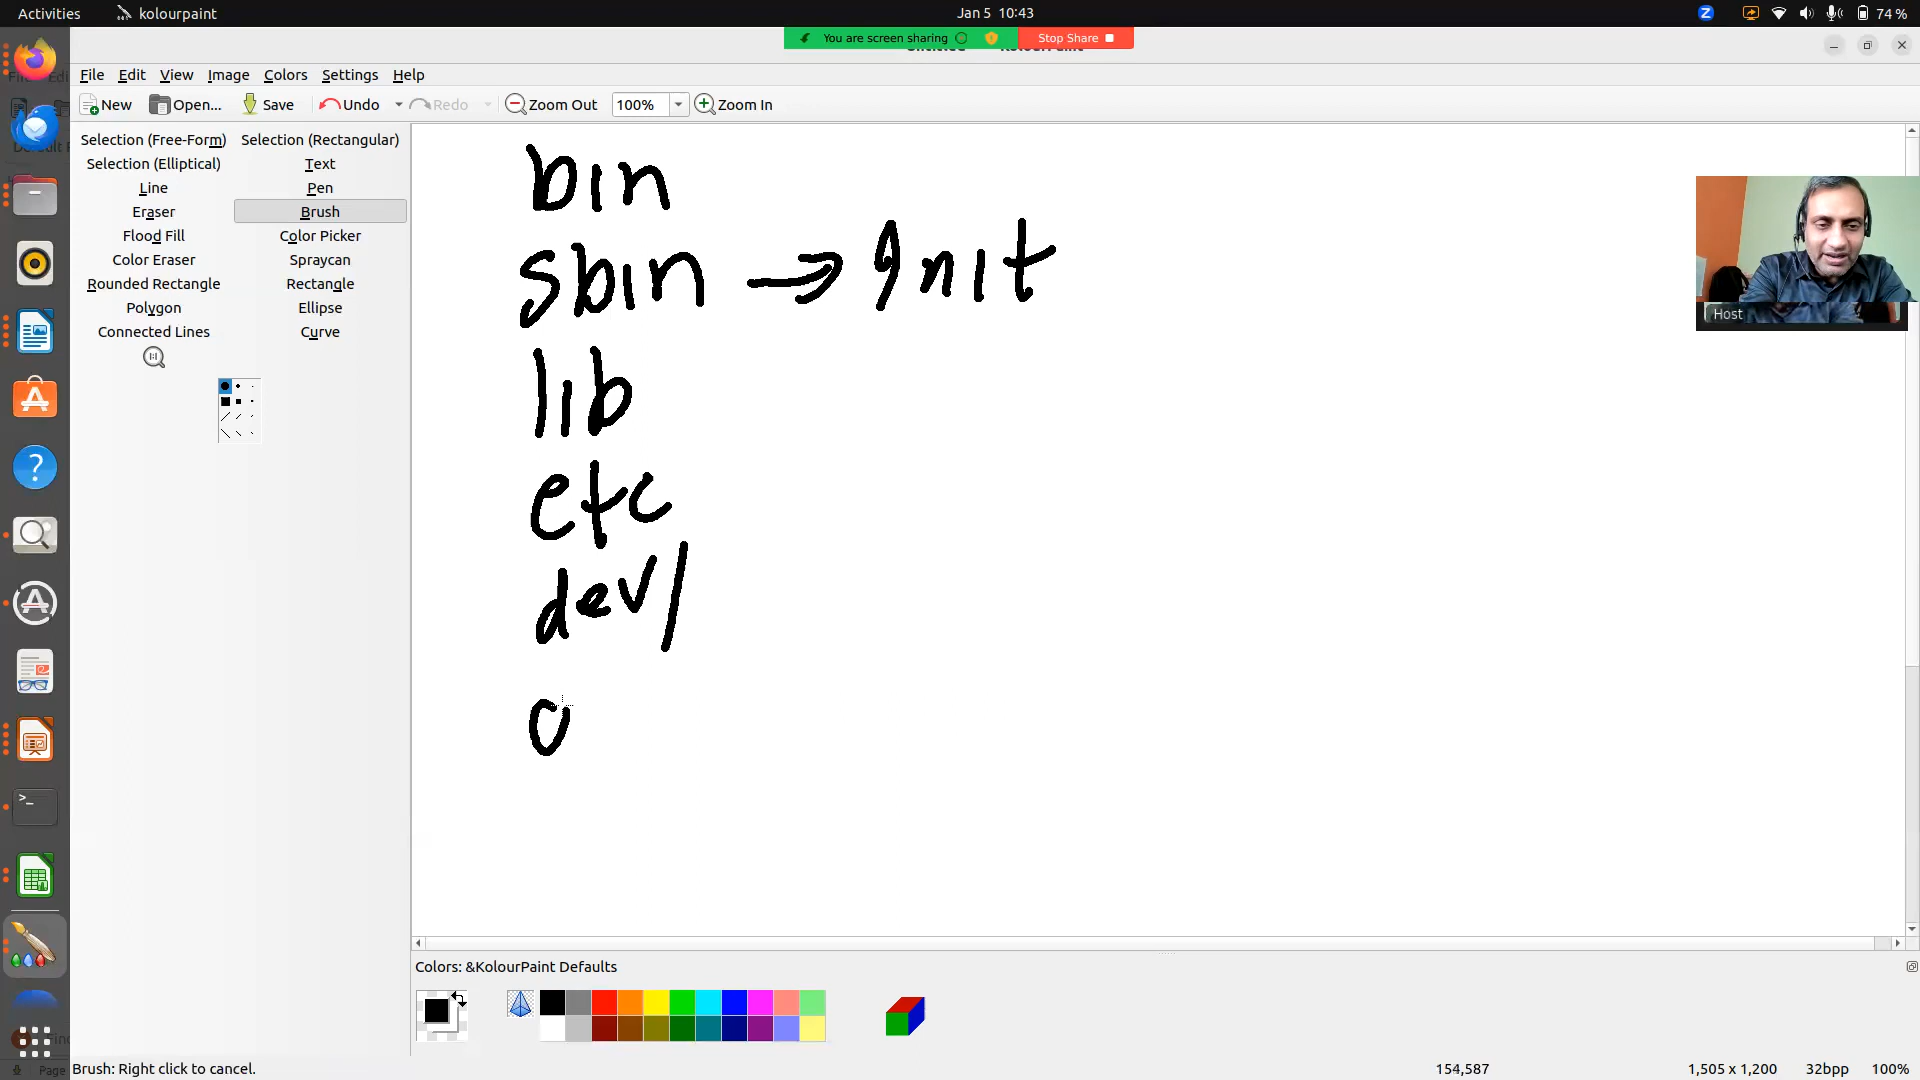 Activities kolourpaint Jan 5 10:43 Z 74 %
You are screen sharing Stop Share
File Edit View Image Colors Settings Help
New Open... Save Undo Redo Zoom Out 100% Zoom In
Selection (Free-Form) Selection (Rectangular)
Selection (Elliptical) Text
Line Pen
Eraser Brush
Flood Fill Color Picker
Color Eraser Spraycan
Rounded Rectangle Rectangle
Polygon Ellipse
Connected Lines Curve
bin
sbin → Init
lib
etc
dev/
o
Host
Colors: &KolourPaint Defaults
Brush: Right click to cancel. 154,587 1,505 x 1,200 32bpp 100%